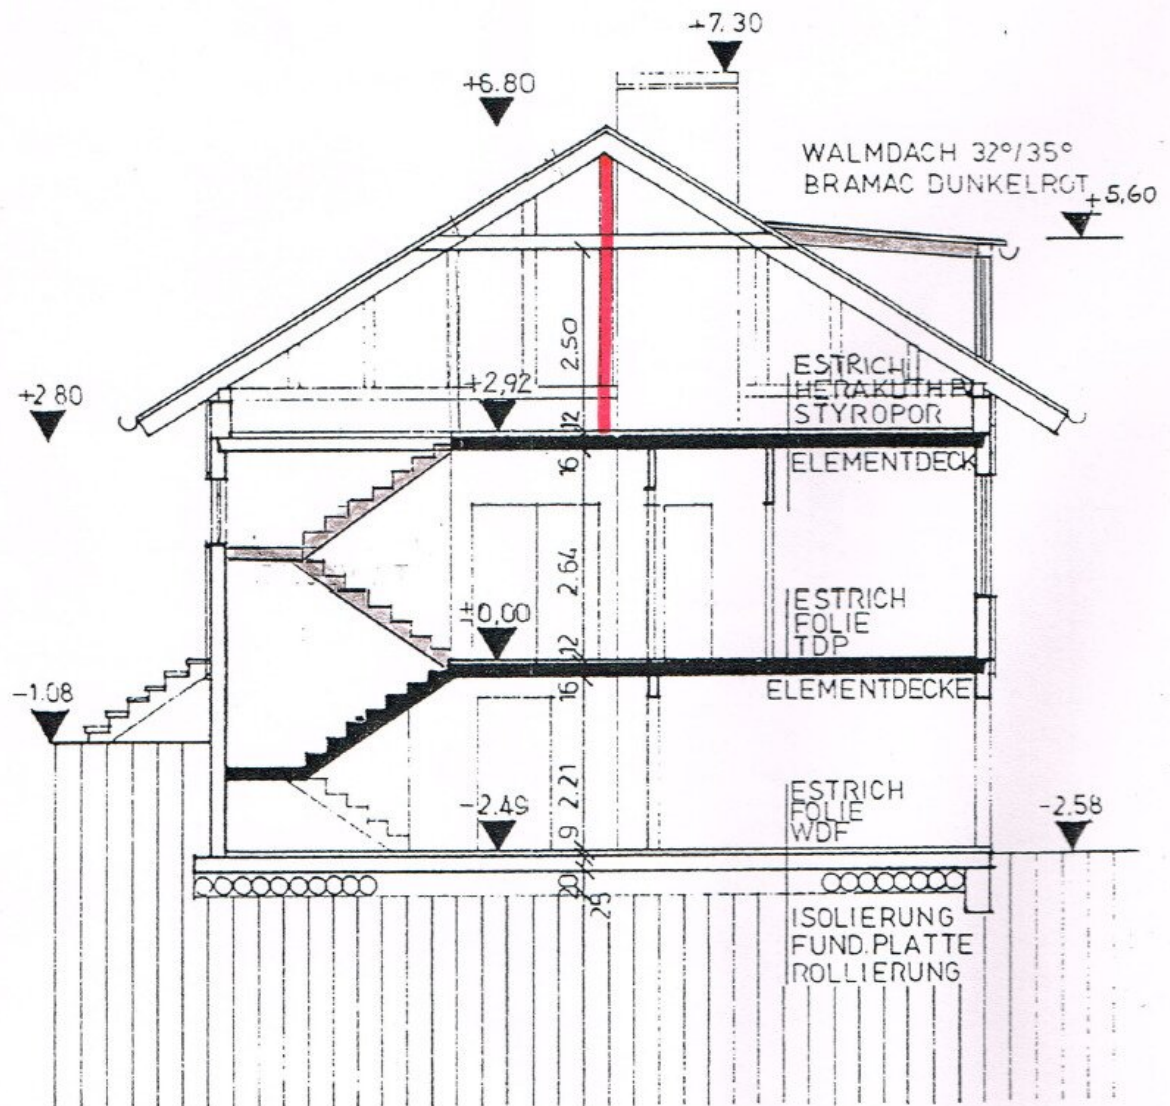 +7.30
+6.80
WALMDACH 32°/35°
BRAMAC DUNKELROT
+5,60
2.50
ESTRICH
+2,92
HERAKLITH
+2.80
STYROPOR
12
16
ELEMENTDECK
2.64
ESTRICH
±0,00
FOLIE
TDP
12
-1.08
16
ELEMENTDECKE
2.21
ESTRICH
FOLIE
-2.49
WDF
-2.58
9
20
25
ISOLIERUNG
FUND.PLATTE
ROLLIERUNG